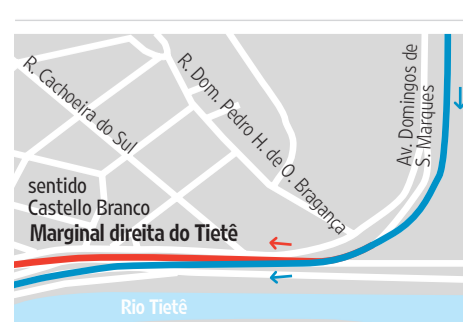 R. Cachoeira do Sul
R. Dom. Pedro H. de O. Bragança
Av. Domingos de
S. Marques
sentido
Castello Branco
Marginal direita do Tietê
Rio Tietê